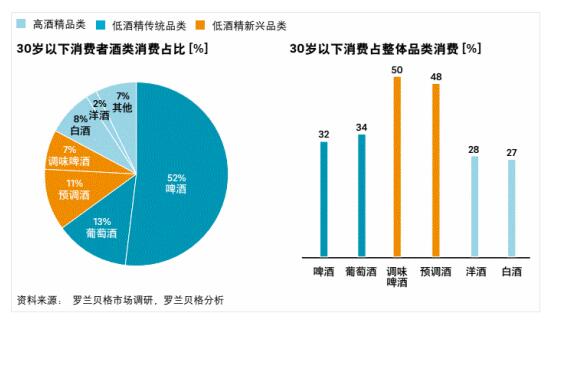 高酒精品类 低酒精传统品类 低酒精新兴品类
30岁以下消费者酒类消费占比 [%]
7%
其他
2%
洋酒
8%
白酒
7%
调味啤酒
11%
预调酒
13%
葡萄酒
52%
啤酒
30岁以下消费占整体品类消费 [%]
32 34 50 48 28 27
啤酒 葡萄酒 调味 预调酒 洋酒 白酒
啤酒
资料来源： 罗兰贝格市场调研，罗兰贝格分析